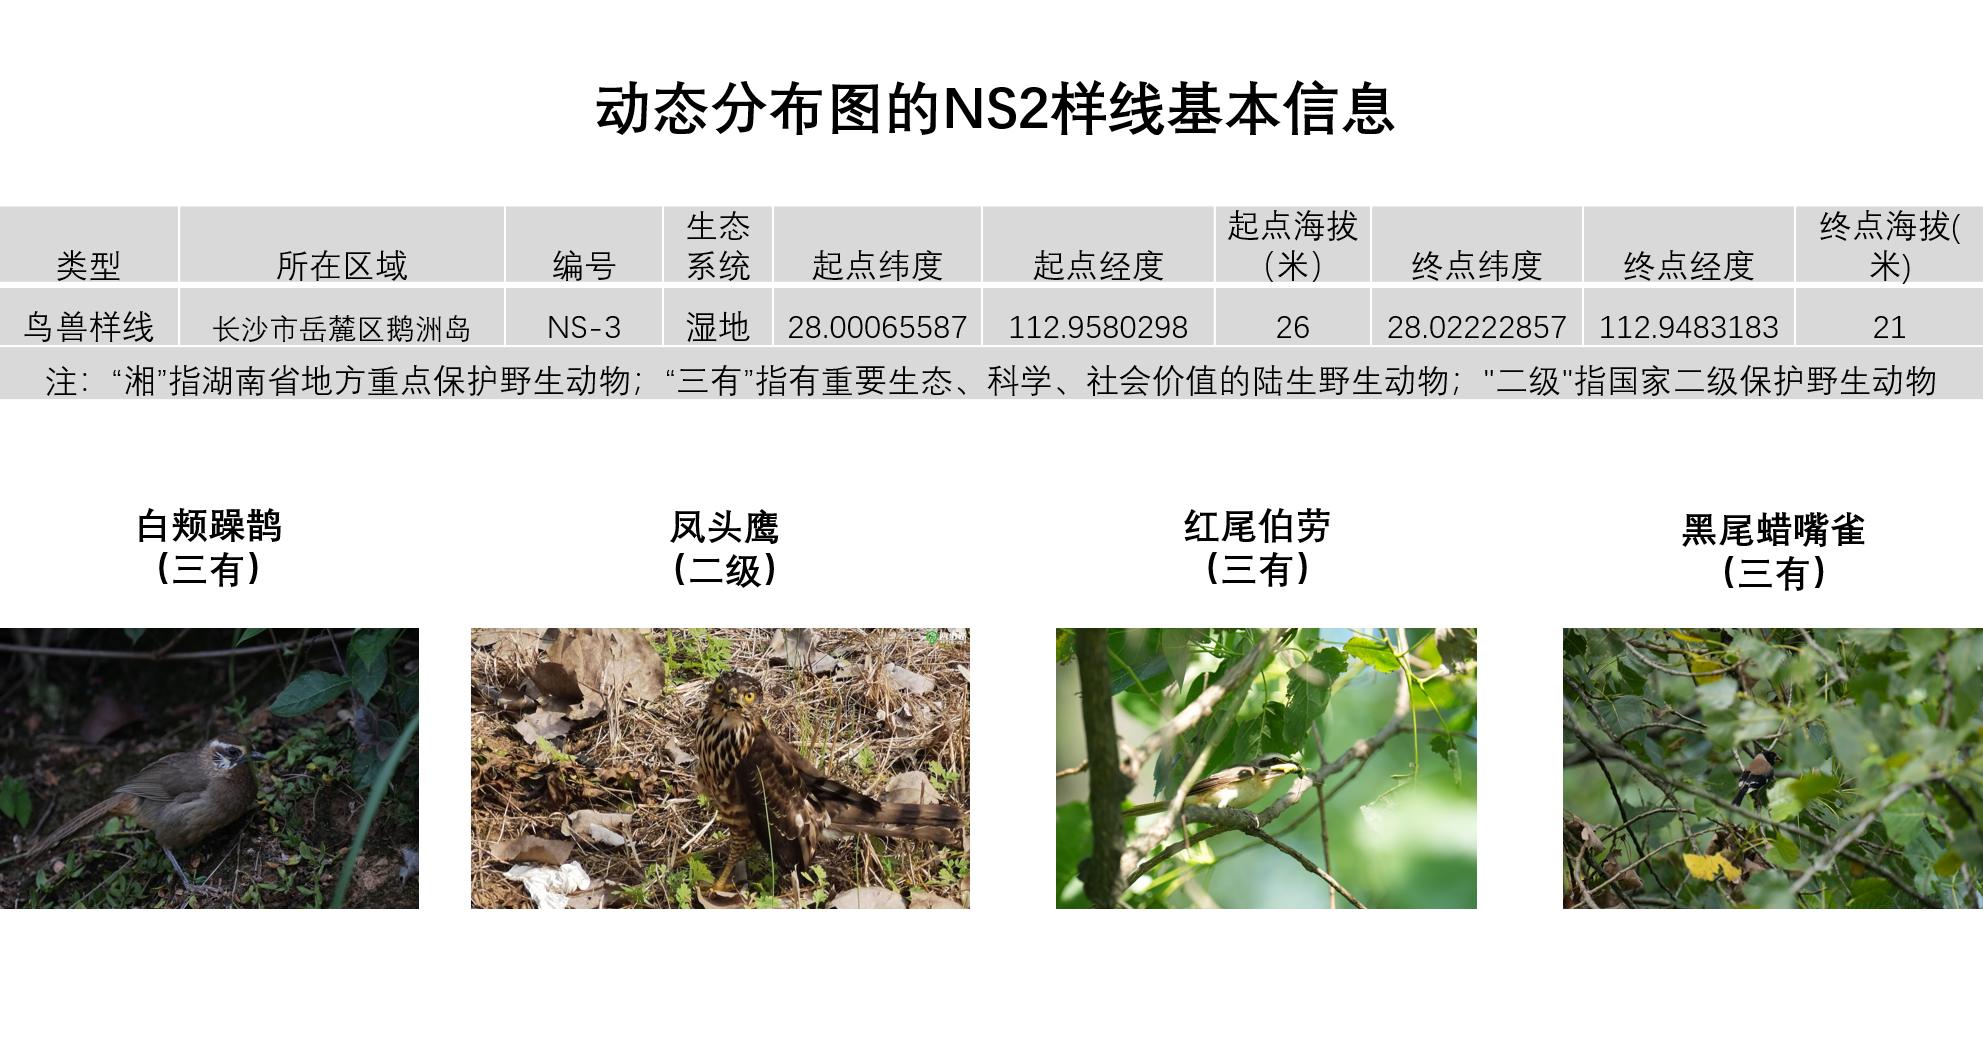 动态分布图的NS2样线基本信息
类型 所在区域 编号 生态系统 起点纬度 起点经度 起点海拔（米） 终点纬度 终点经度 终点海拔(米)
鸟兽样线 长沙市岳麓区鹅洲岛 NS-3 湿地 28.00065587 112.9580298 26 28.02222857 112.9483183 21
注：“湘”指湖南省地方重点保护野生动物；“三有”指有重要生态、科学、社会价值的陆生野生动物；"二级"指国家二级保护野生动物
白颊躁鹊
（三有）
凤头鹰
（二级）
红尾伯劳
（三有）
黑尾蜡嘴雀
（三有）